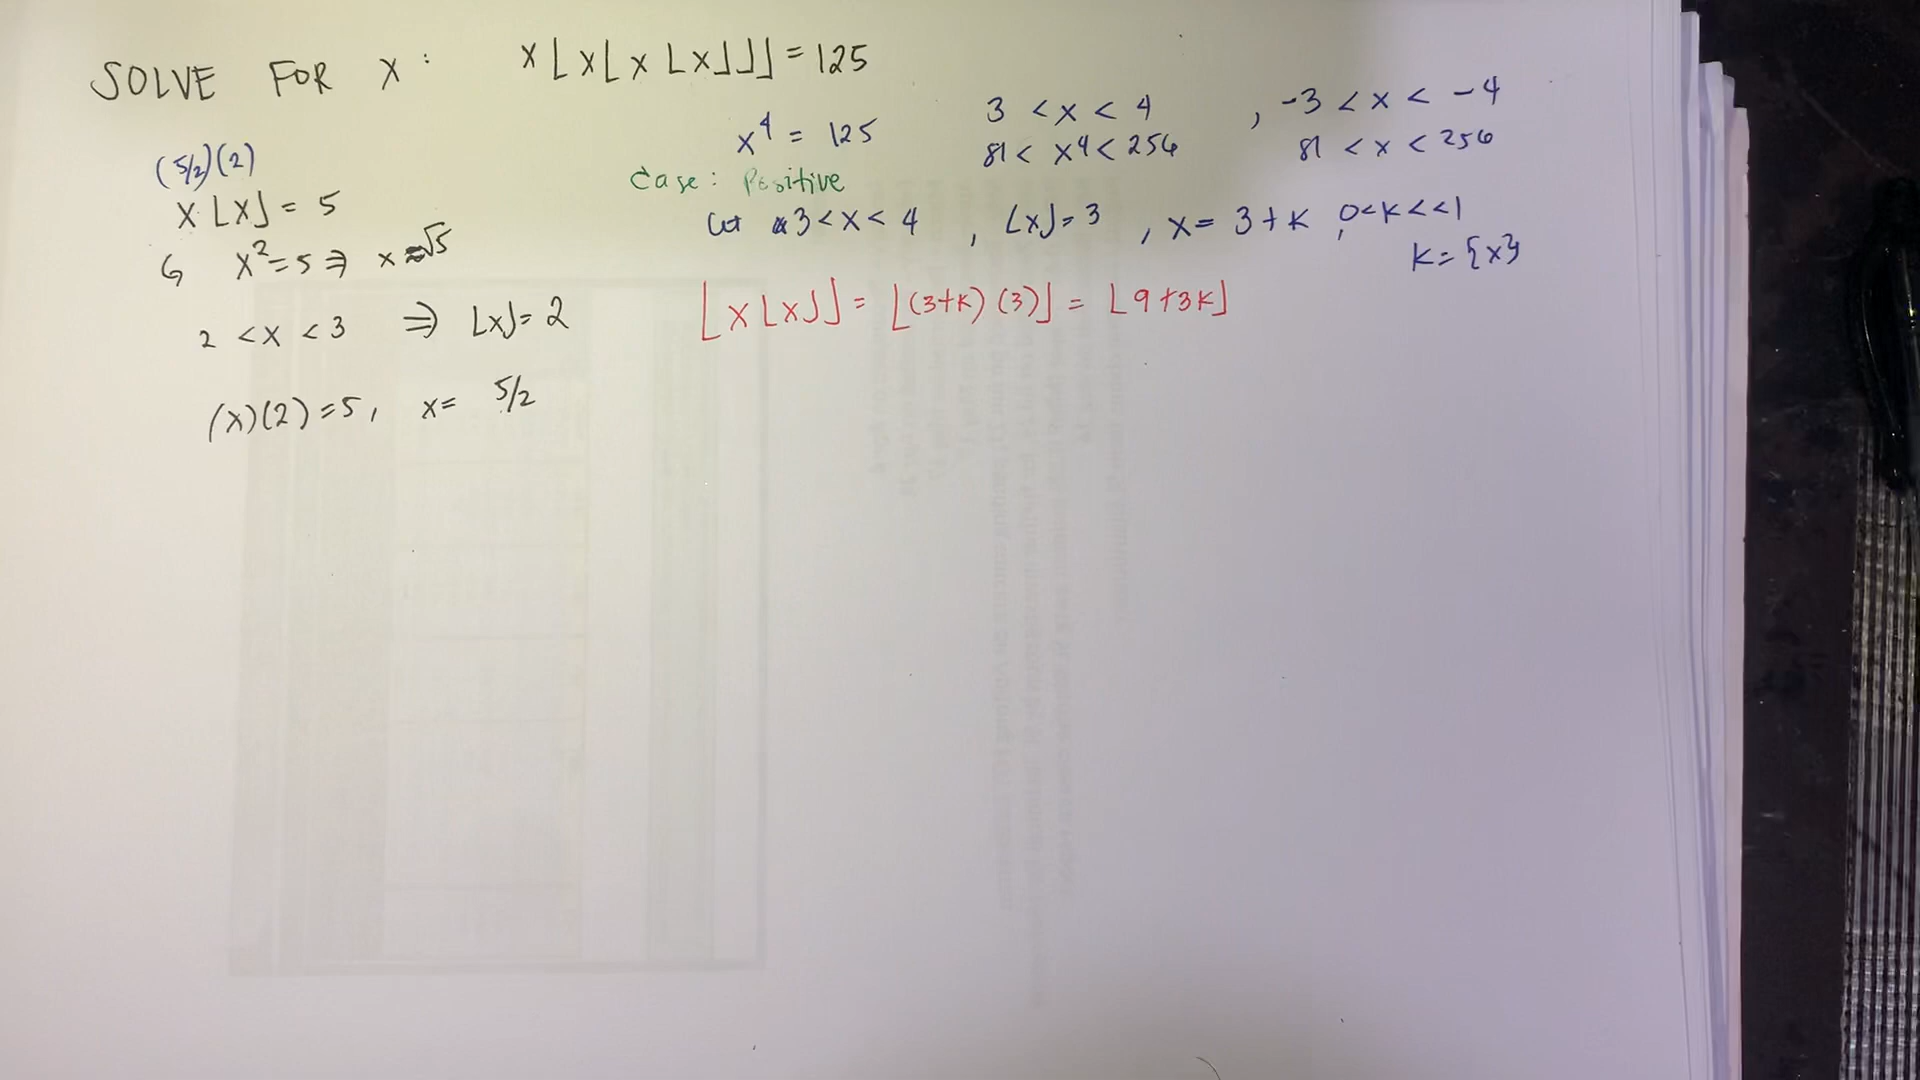 SOLVE FOR X : X⌊X⌊X⌊X⌋⌋⌋=125
(5/2)(2)
X⌊X⌋=5
G X²=5⇒ x=√5
2<X<3 ⇒ ⌊X⌋=2
(X)(2)=5, x= 5/2
x⁴=125
3<x<4 , -3<x<-4
81<x⁴<256 81<x<256
Case: Positive
Let 3<x<4 , ⌊x⌋=3 , x=3+k , 0<k<<1
k={x}
⌊x⌊x⌋⌋=⌊(3+k)(3)⌋=⌊9+3k⌋